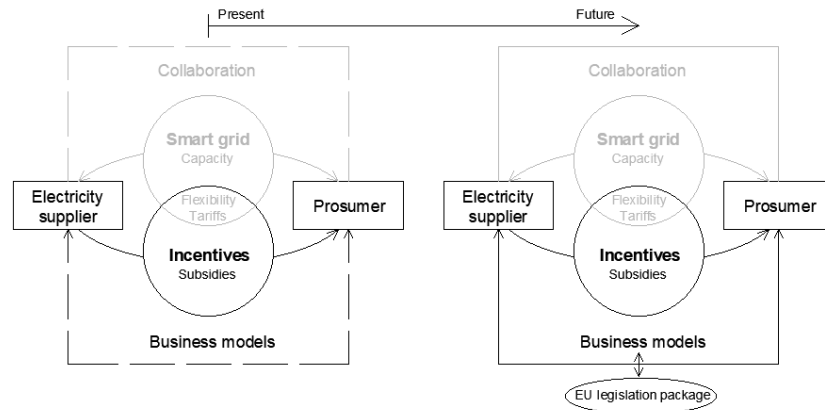 Present
Future
Collaboration
Smart grid
Capacity
Flexibility
Tariffs
Electricity
supplier
Prosumer
Incentives
Subsidies
Business models
Collaboration
Smart grid
Capacity
Flexibility
Tariffs
Electricity
supplier
Prosumer
Incentives
Subsidies
Business models
EU legislation package